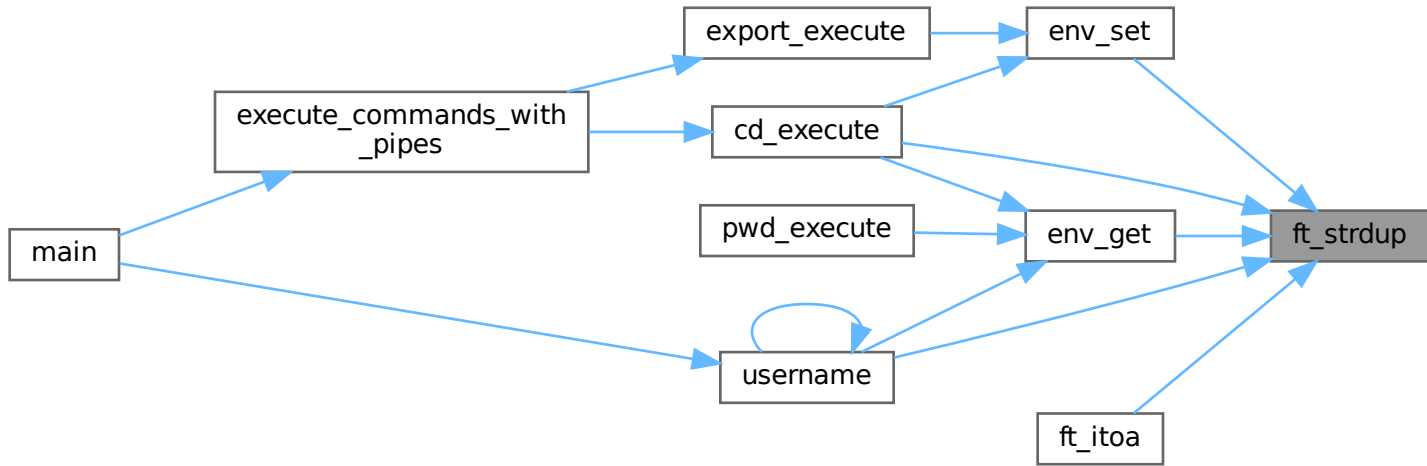 export_execute
env_set
execute_commands_with
_pipes
cd_execute
pwd_execute
env_get
ft_strdup
main
username
ft_itoa